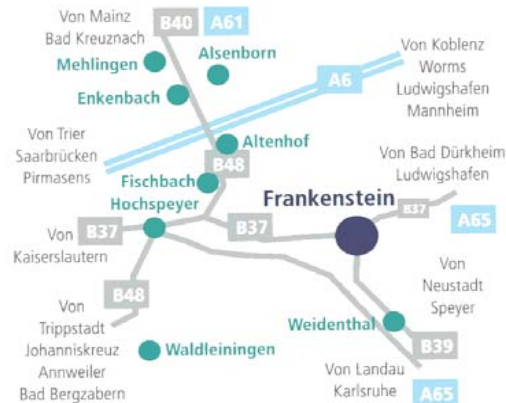 Von Mainz
Bad Kreuznach
B40
A61
Mehlingen
Alsenborn
Enkenbach
Von Koblenz
Worms
Ludwigshafen
Mannheim
A6
Von Trier
Saarbrücken
Pirmasens
Altenhof
B48
Fischbach
Hochspeyer
Von Bad Dürkheim
Ludwigshafen
Frankenstein
B37
A65
B37
B37
Von
Kaiserslautern
B48
Von
Neustadt
Speyer
Von
Trippstadt
Johanniskreuz
Annweiler
Bad Bergzabern
Waldleiningen
Weidenthal
B39
Von Landau
Karlsruhe
A65